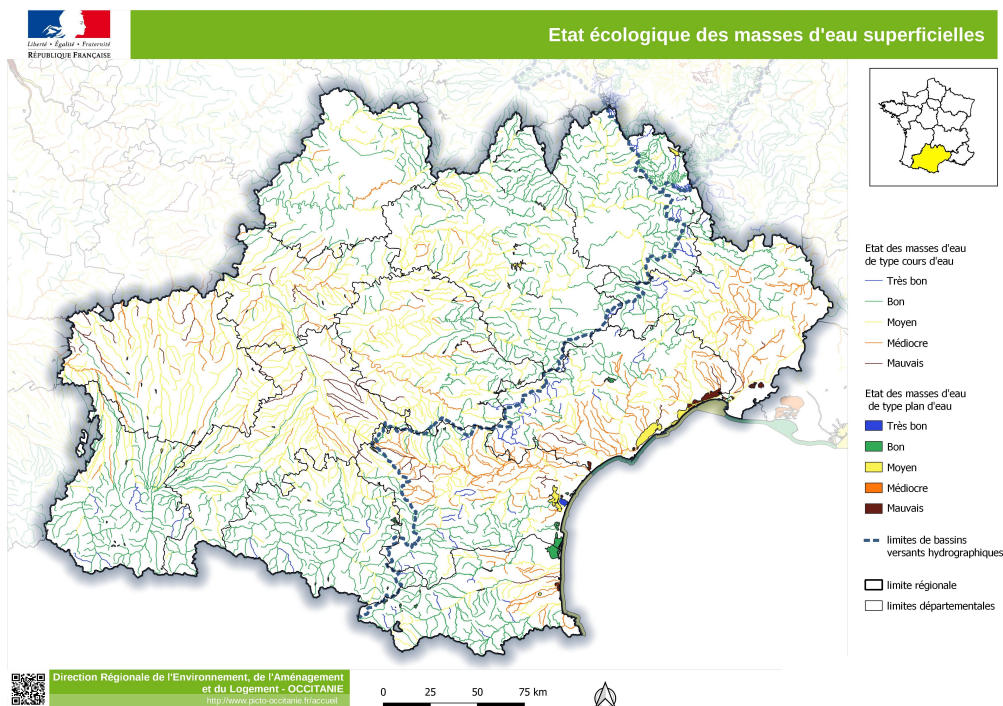 Liberté • Égalité • Fraternité
RÉPUBLIQUE FRANÇAISE
Etat écologique des masses d'eau superficielles
Etat des masses d'eau
de type cours d'eau
Très bon
Bon
Moyen
Médiocre
Mauvais
Etat des masses d'eau
de type plan d'eau
Très bon
Bon
Moyen
Médiocre
Mauvais
limites de bassins
versants hydrographiques
limite régionale
limites départementales
Direction Régionale de l'Environnement, de l'Aménagement
et du Logement - OCCITANIE
http://www.picto-occitanie.fr/accueil
0 25 50 75 km